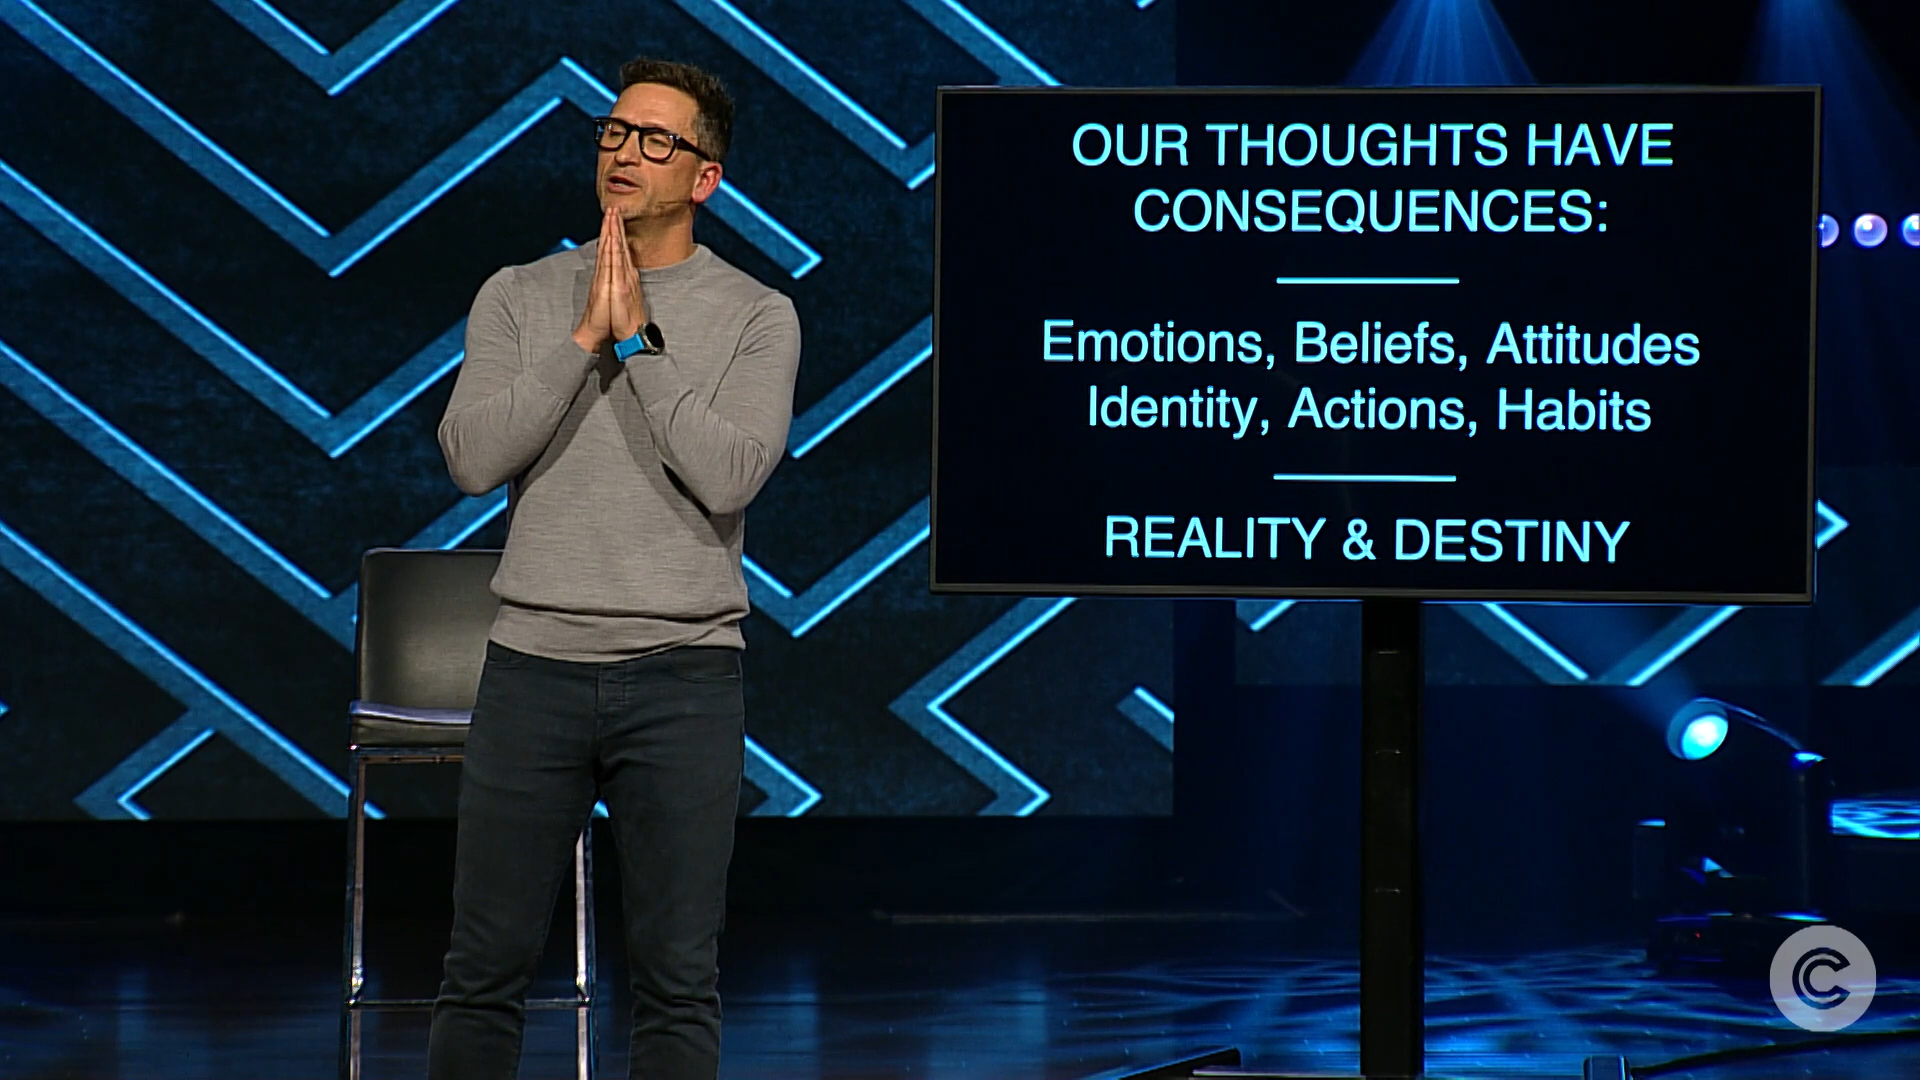 OUR THOUGHTS HAVE
CONSEQUENCES:
Emotions, Beliefs, Attitudes
Identity, Actions, Habits
REALITY & DESTINY